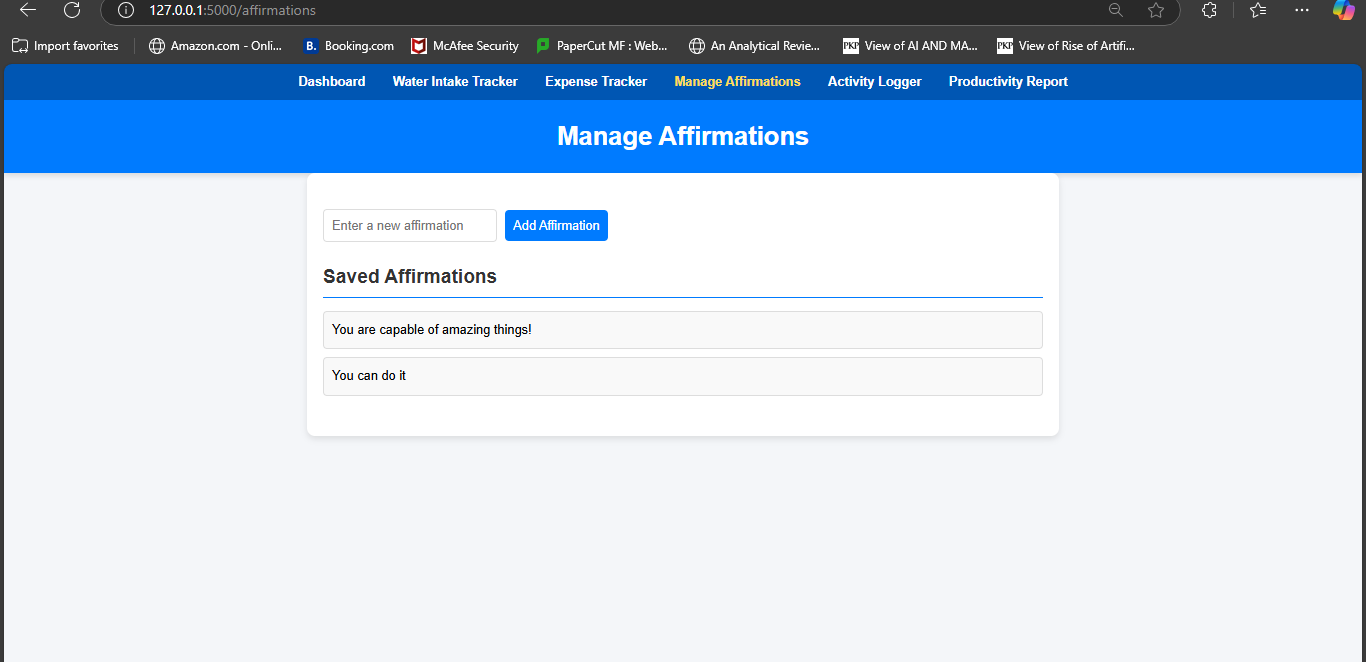 127.0.0.1:5000/affirmations
Import favorites Amazon.com - Onli... B. Booking.com McAfee Security PaperCut MF : Web... An Analytical Revie... PKP View of AI AND MA... PKP View of Rise of Artifi...
Dashboard Water Intake Tracker Expense Tracker Manage Affirmations Activity Logger Productivity Report
Manage Affirmations
Enter a new affirmation Add Affirmation
Saved Affirmations
You are capable of amazing things!
You can do it